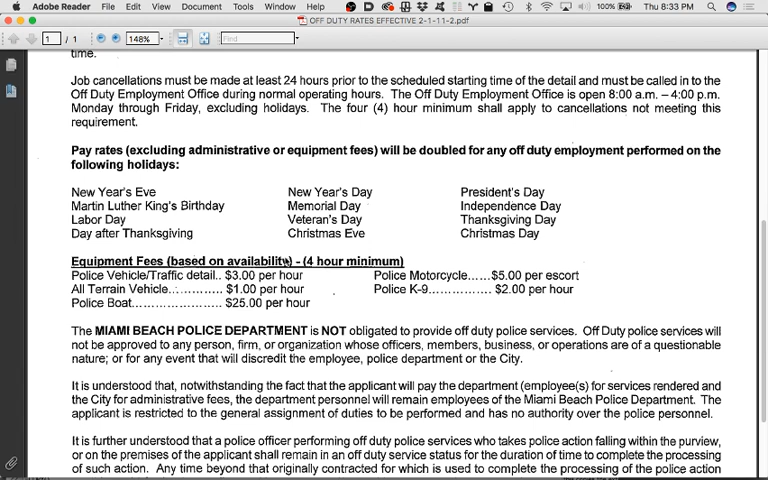 Adobe Reader File Edit View Document Tools Window Help 100% Thu 8:33 PM
OFF DUTY RATES EFFECTIVE 2-1-11-2.pdf
1 / 1 148% Find
time.
Job cancellations must be made at least 24 hours prior to the scheduled starting time of the detail and must be called in to the
Off Duty Employment Office during normal operating hours. The Off Duty Employment Office is open 8:00 a.m. – 4:00 p.m.
Monday through Friday, excluding holidays. The four (4) hour minimum shall apply to cancellations not meeting this
requirement.
Pay rates (excluding administrative or equipment fees) will be doubled for any off duty employment performed on the
following holidays:
New Year's Eve New Year's Day President's Day
Martin Luther King's Birthday Memorial Day Independence Day
Labor Day Veteran's Day Thanksgiving Day
Day after Thanksgiving Christmas Eve Christmas Day
Equipment Fees (based on availability) - (4 hour minimum)
Police Vehicle/Traffic detail.. $3.00 per hour Police Motorcycle......$5.00 per escort
All Terrain Vehicle.............. $1.00 per hour Police K-9................ $2.00 per hour
Police Boat....................... $25.00 per hour
The MIAMI BEACH POLICE DEPARTMENT is NOT obligated to provide off duty police services. Off Duty police services will
not be approved to any person, firm, or organization whose officers, members, business, or operations are of a questionable
nature; or for any event that will discredit the employee, police department or the City.
It is understood that, notwithstanding the fact that the applicant will pay the department (employee(s) for services rendered and
the City for administrative fees, the department personnel will remain employees of the Miami Beach Police Department. The
applicant is restricted to the general assignment of duties to be performed and has no authority over the police personnel.
It is further understood that a police officer performing off duty police services who takes police action falling within the purview,
or on the premises of the applicant shall remain in an off duty service status for the duration of time to complete the processing
of such action. Any time beyond that originally contracted for which is used to complete the processing of the police action